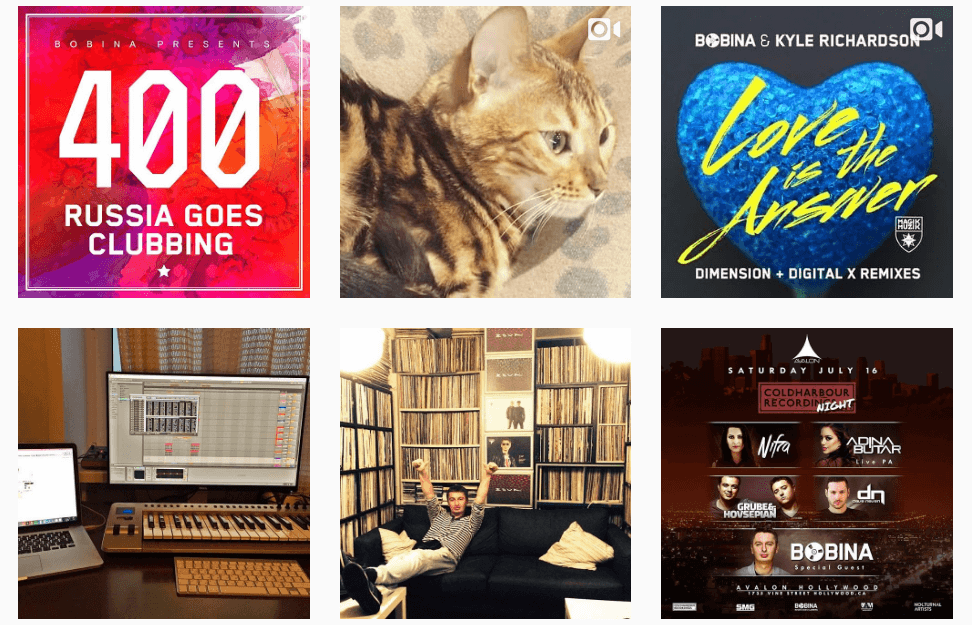 BOBINA PRESENTS
400
RUSSIA GOES
CLUBBING
BOBINA & KYLE RICHARDSON
Love
is the
Answer
MAGIK
MUZIK
DIMENSION + DIGITAL X REMIXES
AVALON
SATURDAY JULY 16
COLDHARBOUR
RECORDINGS
NIGHT
Nifra
ADINA
BUTAR
Live PA
GRUBE &
HOVSEPIAN
dn
BOBINA
Special Guest
AVALON HOLLYWOOD
1735 VINE STREET HOLLYWOOD.CA
SMG
BOBINA
NOCTURNAL
ARTISTS